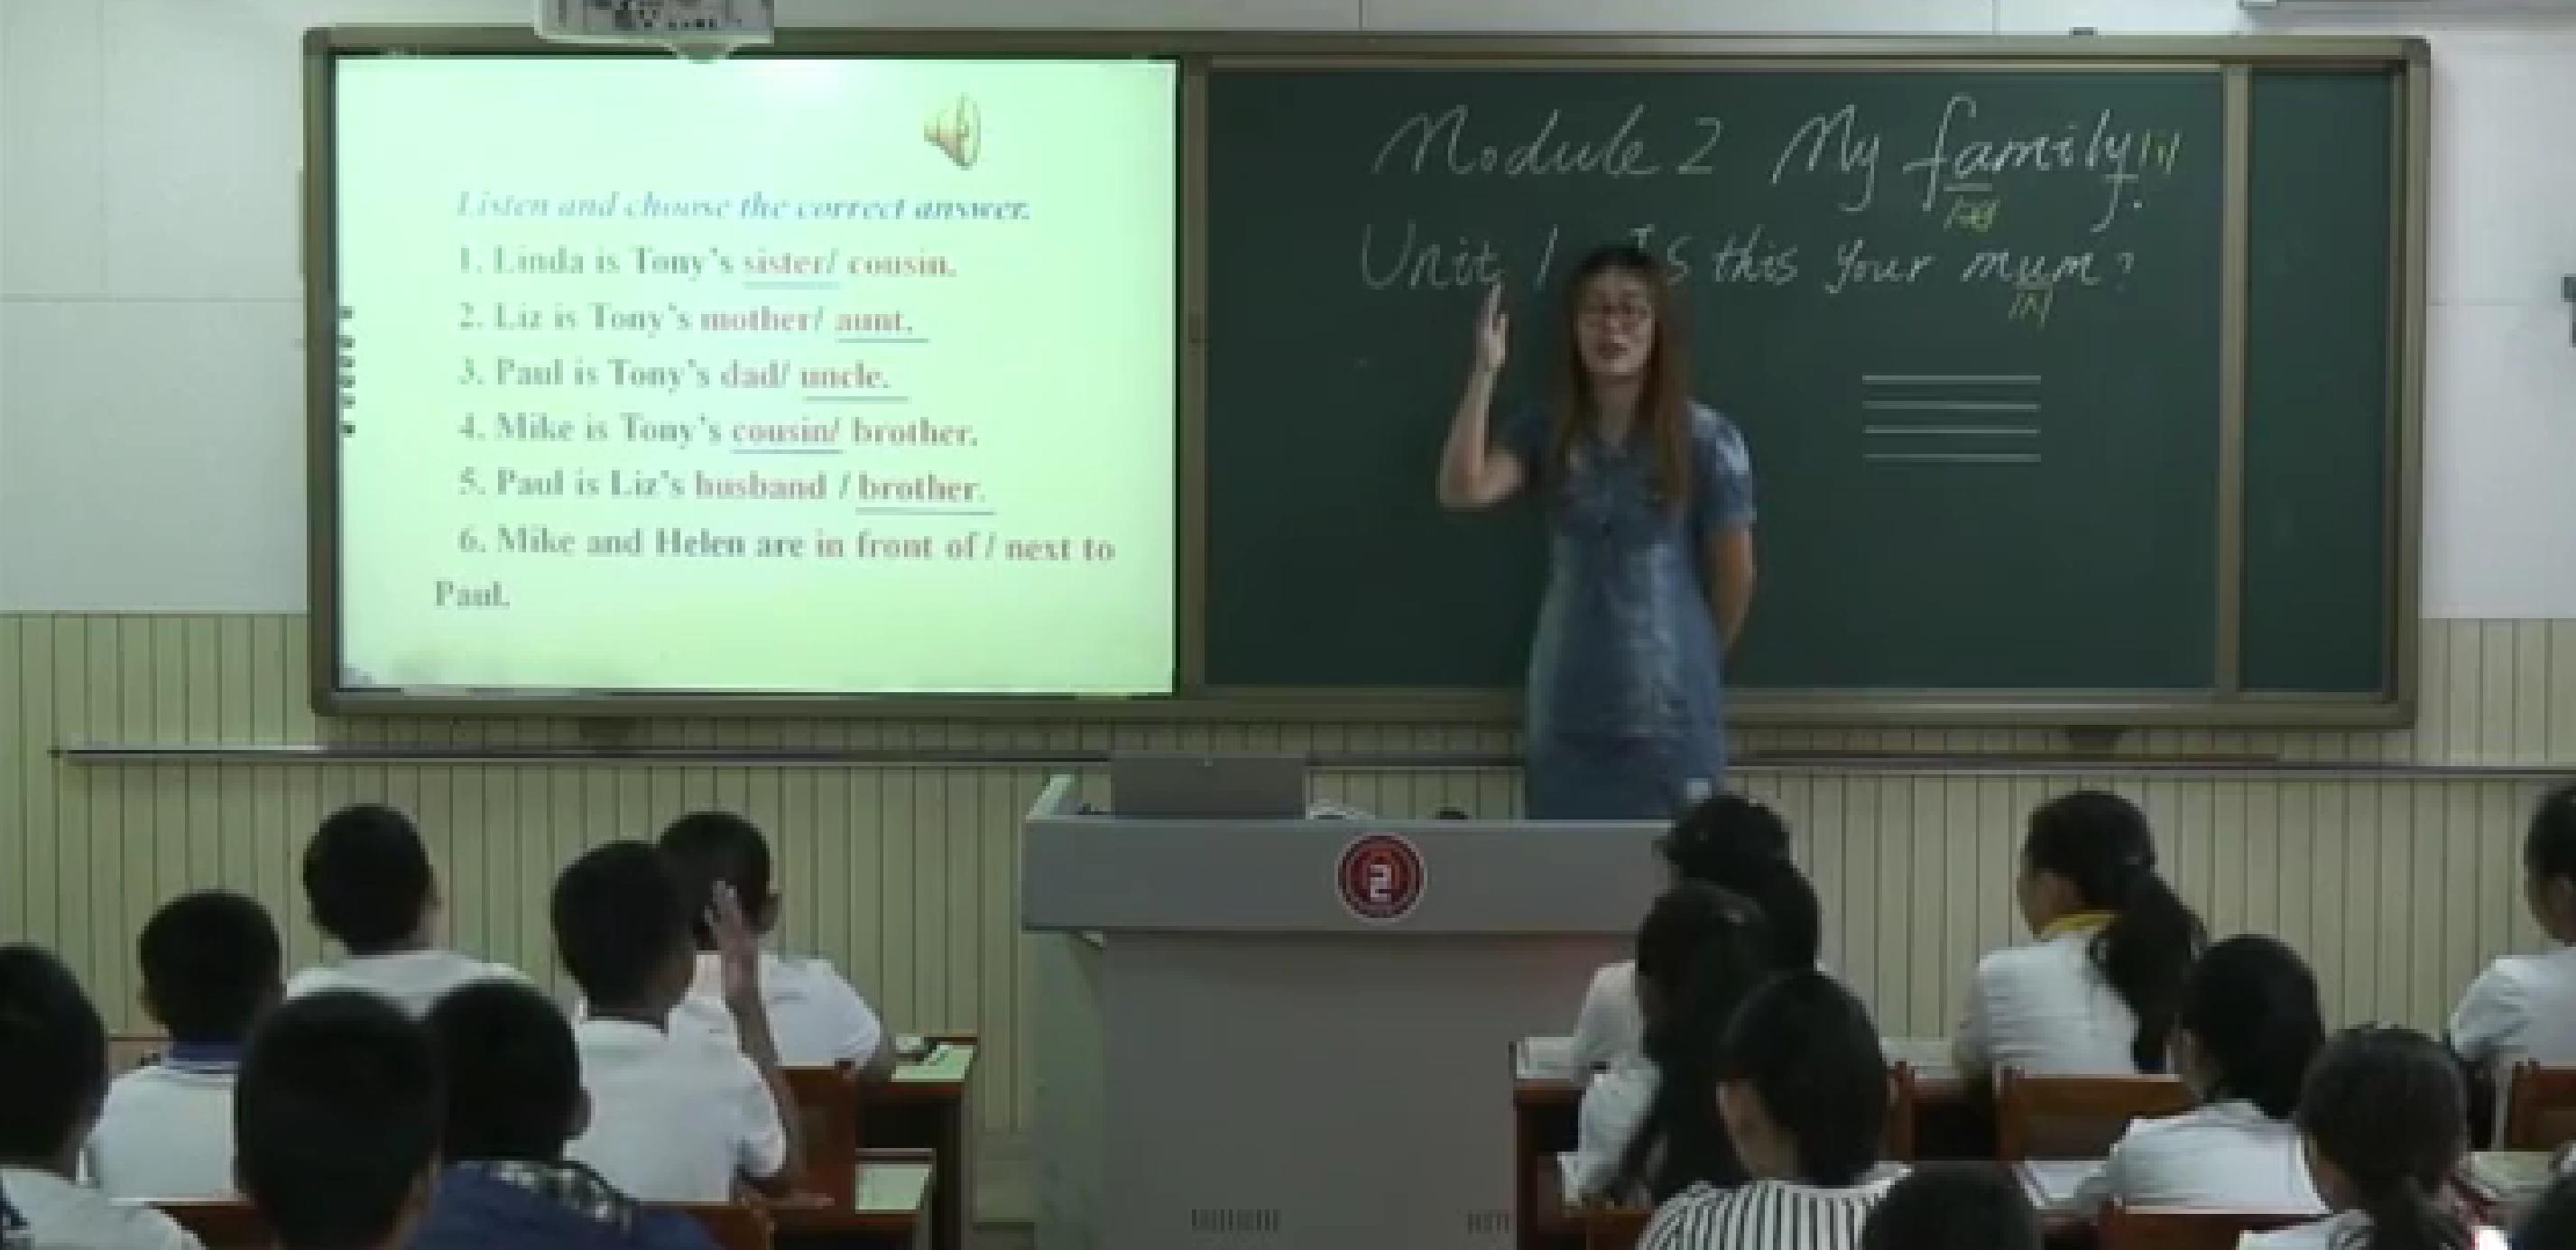 Listen and choose the correct answer.
1. Linda is Tony's sister/ cousin.
2. Liz is Tony's mother/ aunt.
3. Paul is Tony's dad/ uncle.
4. Mike is Tony's cousin/ brother.
5. Paul is Liz's husband / brother.
6. Mike and Helen are in front of / next to
Paul.
Module 2 My family.
/æ/ /i/
Unit 1 Is this your mum?
/ʌ/
2